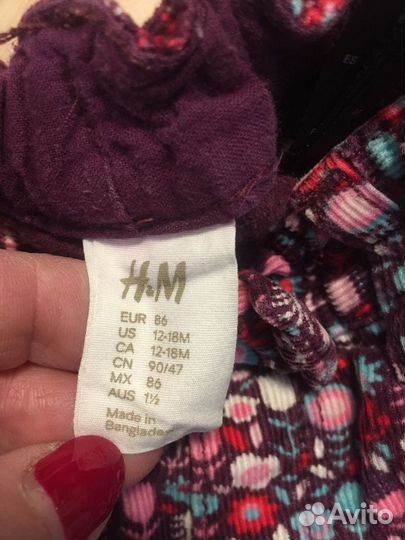 H&M
EUR 86
US 12-18M
CA 12-18M
CN 90/47
MX 86
AUS 1½
Made in
Bangladesh
Avito